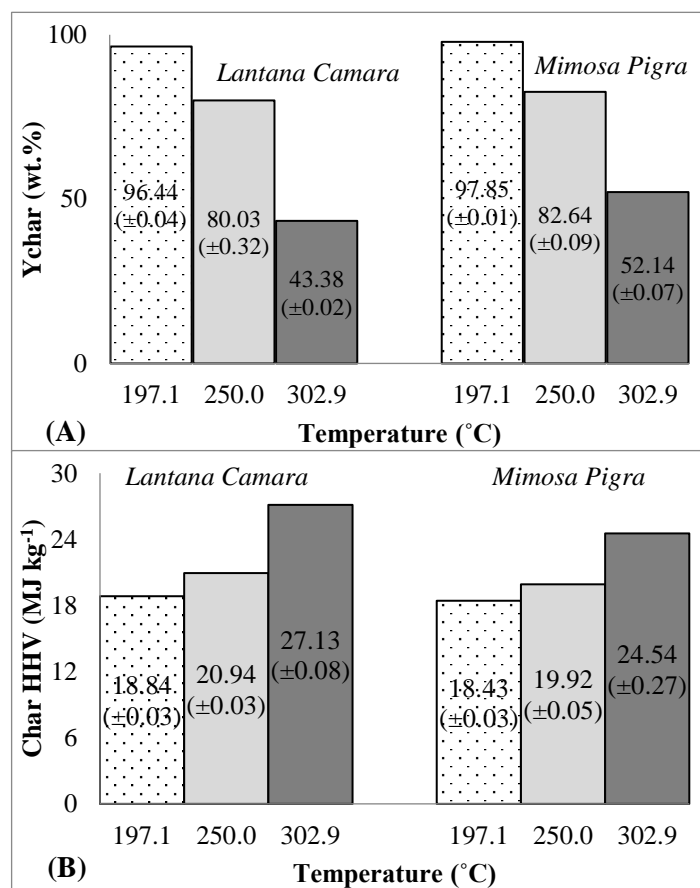 100
Lantana Camara
Mimosa Pigra
Ychar (wt.%)
96.44
(±0.04)
80.03
(±0.32)
43.38
(±0.02)
97.85
(±0.01)
82.64
(±0.09)
52.14
(±0.07)
50
0
197.1 250.0 302.9 197.1 250.0 302.9
(A)
Temperature (˚C)
30
Lantana Camara
Mimosa Pigra
24
18
12
6
0
Char HHV (MJ kg⁻¹)
18.84
(±0.03)
20.94
(±0.03)
27.13
(±0.08)
18.43
(±0.03)
19.92
(±0.05)
24.54
(±0.27)
197.1 250.0 302.9 197.1 250.0 302.9
(B)
Temperature (˚C)